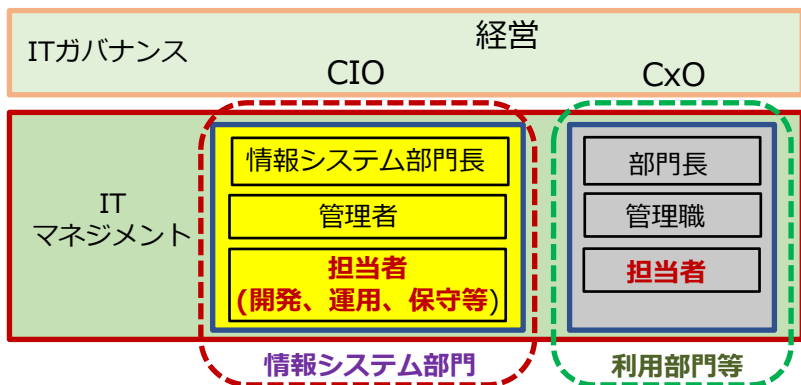 経営
ITガバナンス
CIO
CxO
情報システム部門長
管理者
担当者
(開発、運用、保守等)
部門長
管理職
担当者
IT
マネジメント
情報システム部門
利用部門等